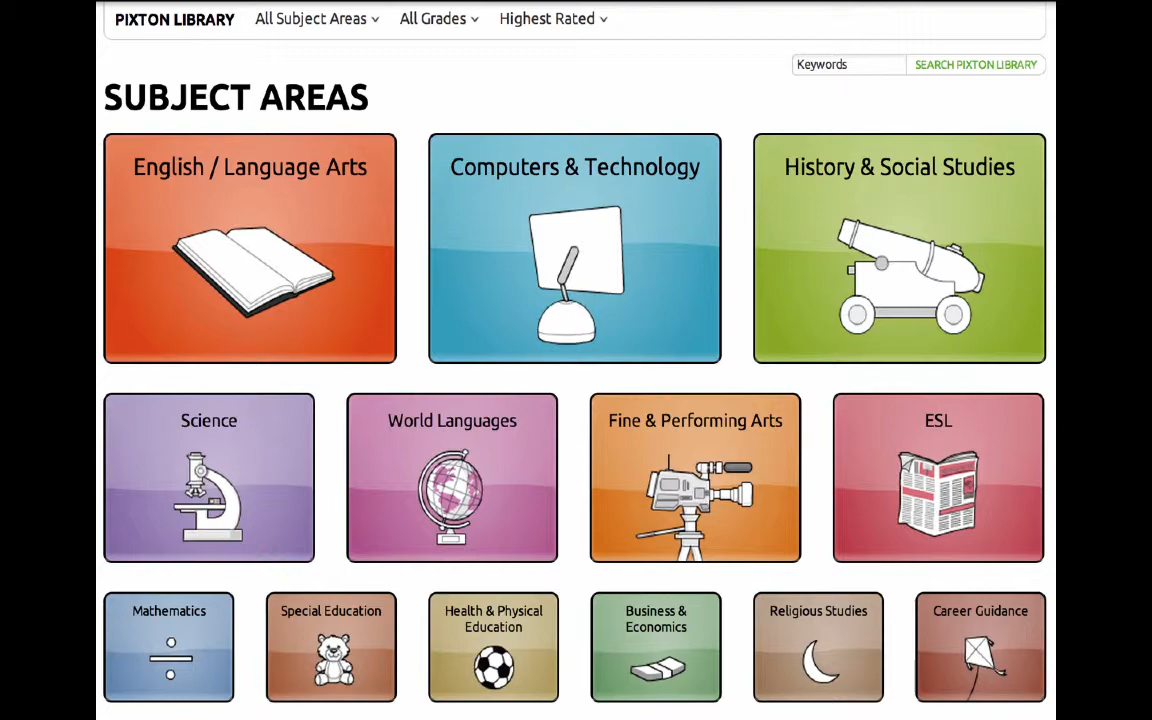 PIXTON LIBRARY All Subject Areas All Grades Highest Rated
Keywords SEARCH PIXTON LIBRARY
SUBJECT AREAS
English / Language Arts
Computers & Technology
History & Social Studies
Science
World Languages
Fine & Performing Arts
ESL
Mathematics
Special Education
Health & Physical
Education
Business &
Economics
Religious Studies
Career Guidance